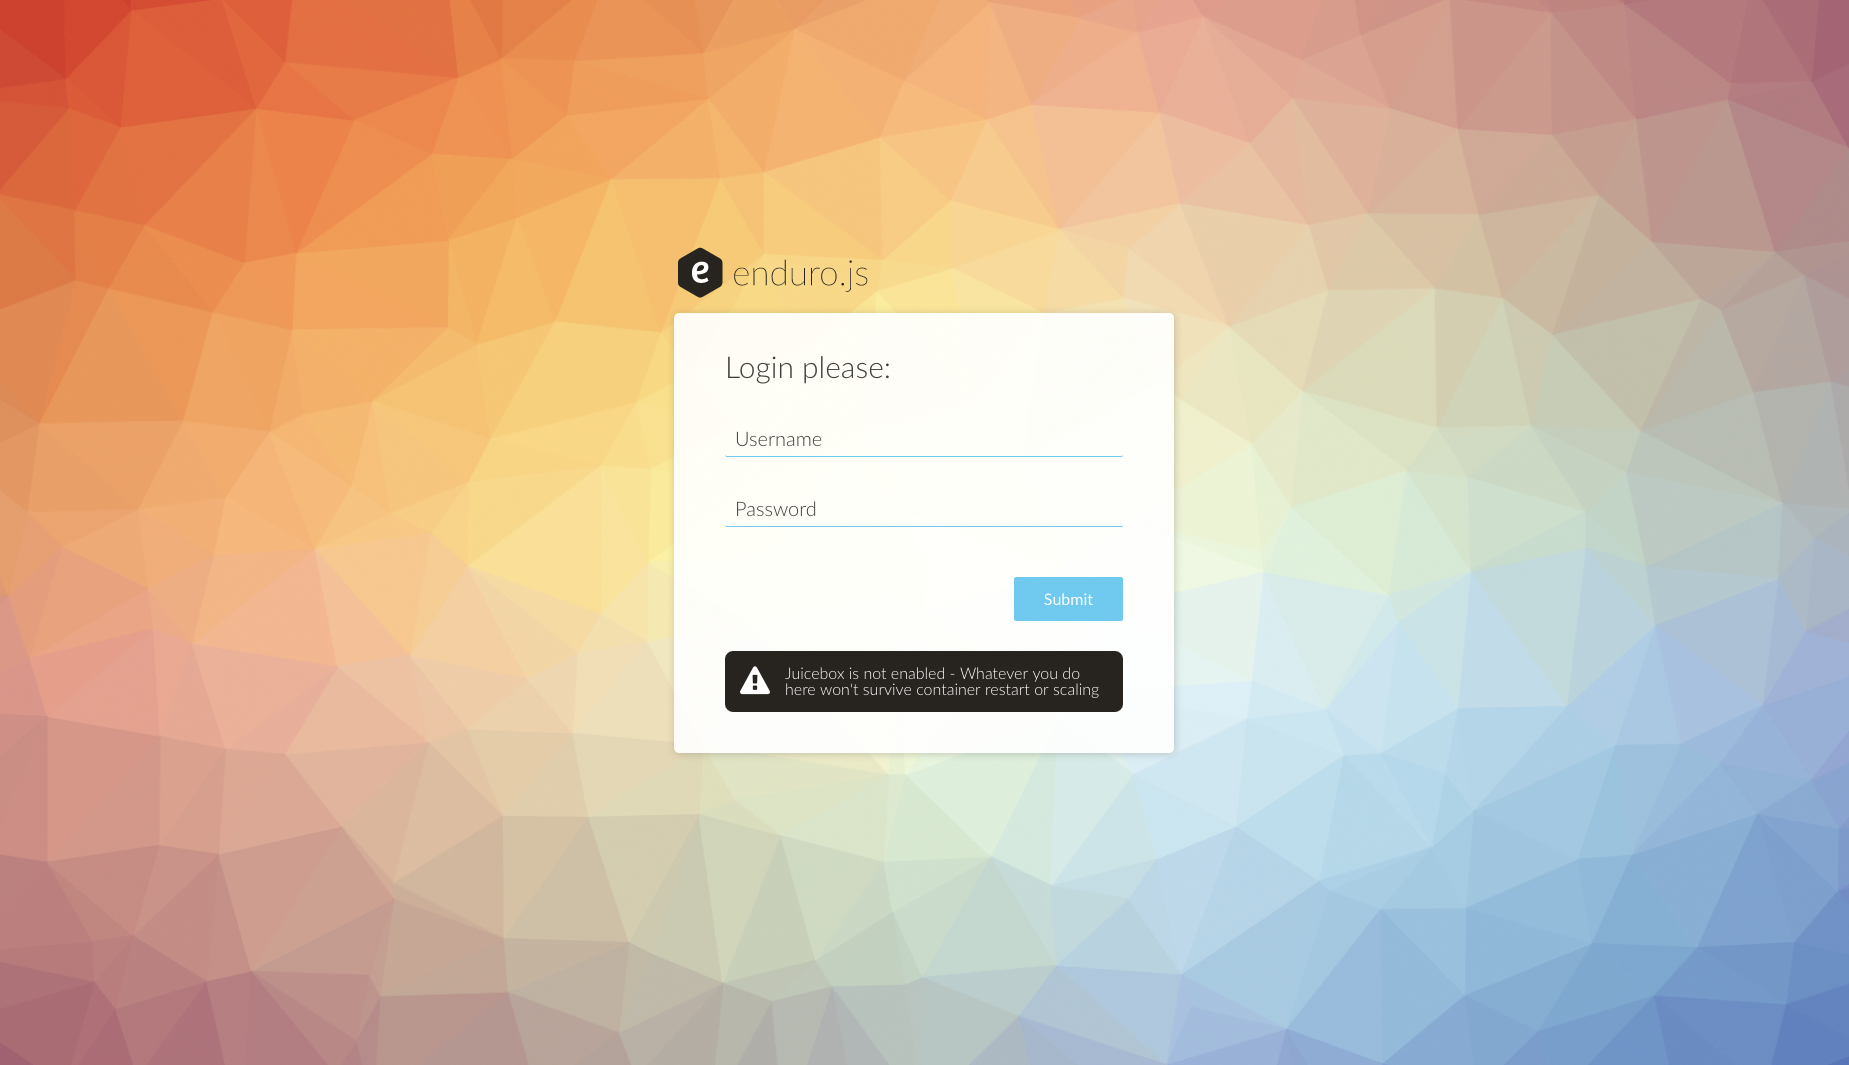 e enduro.js
Login please:
Username
Password
Submit
Juicebox is not enabled - Whatever you do
here won't survive container restart or scaling